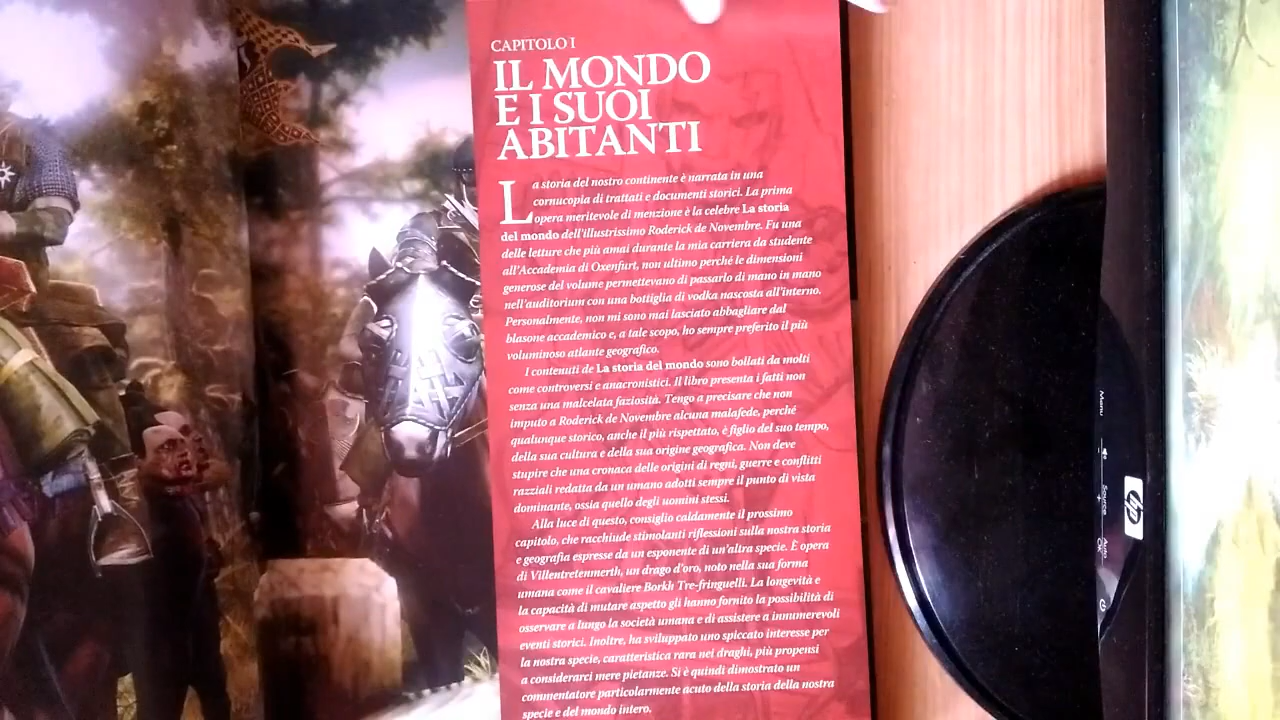 CAPITOLO I
IL MONDO
E I SUOI
ABITANTI
La storia del nostro continente è narrata in una
cornucopia di trattati e documenti storici. La prima
opera meritevole di menzione è la celebre La storia
del mondo dell'illustrissimo Roderick de Novembre. Fu una
delle letture che più amai durante la mia carriera da studente
all'Accademia di Oxenfurt, non ultimo perché le dimensioni
generose del volume permettevano di passarlo di mano in mano
nell'auditorium con una bottiglia di vodka nascosta all'interno.
Personalmente, non mi sono mai lasciato abbagliare dal
blasone accademico e, a tale scopo, ho sempre preferito il più
voluminoso atlante geografico.
I contenuti de La storia del mondo sono bollati da molti
come controversi e anacronistici. Il libro presenta i fatti non
senza una malcelata faziosità. Tengo a precisare che non
imputo a Roderick de Novembre alcuna malafede, perché
qualunque storico, anche il più rispettato, è figlio del suo tempo,
della sua cultura e della sua origine geografica. Non deve
stupire che una cronaca delle origini di regni, guerre e conflitti
razziali redatta da un umano adotti sempre il punto di vista
dominante, ossia quello degli uomini stessi.
Alla luce di questo, consiglio caldamente il prossimo
capitolo, che racchiude stimolanti riflessioni sulla nostra storia
e geografia espresse da un esponente di un'altra specie. È opera
di Villentretenmerth, un drago d'oro, noto nella sua forma
umana come il cavaliere Borkh Tre-fringuelli. La longevità e
la capacità di mutare aspetto gli hanno fornito la possibilità di
osservare a lungo la società umana e di assistere a innumerevoli
eventi storici. Inoltre, ha sviluppato uno spiccato interesse per
la nostra specie, caratteristica rara nei draghi, più propensi
a considerarci mere pietanze. Si è quindi dimostrato un
commentatore particolarmente acuto della storia della nostra
specie e del mondo intero.
Menu
Source
Auto
OK
hp